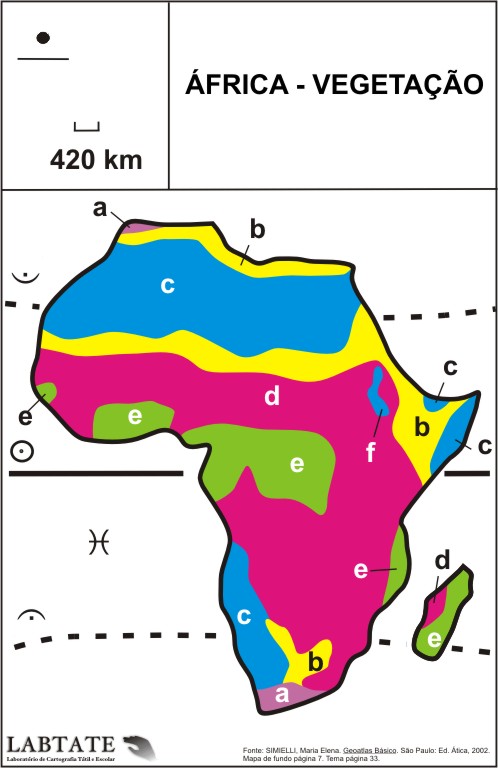 ÁFRICA - VEGETAÇÃO
420 km
a
b
c
c
d
e
e
b
c
f
e
e
d
c
e
b
a
LABTATE
Laboratório de Cartografia Tátil e Escolar
Fonte: SIMIELLI, Maria Elena. Geoatlas Básico. São Paulo: Ed. Ática, 2002.
Mapa de fundo página 7. Tema página 33.